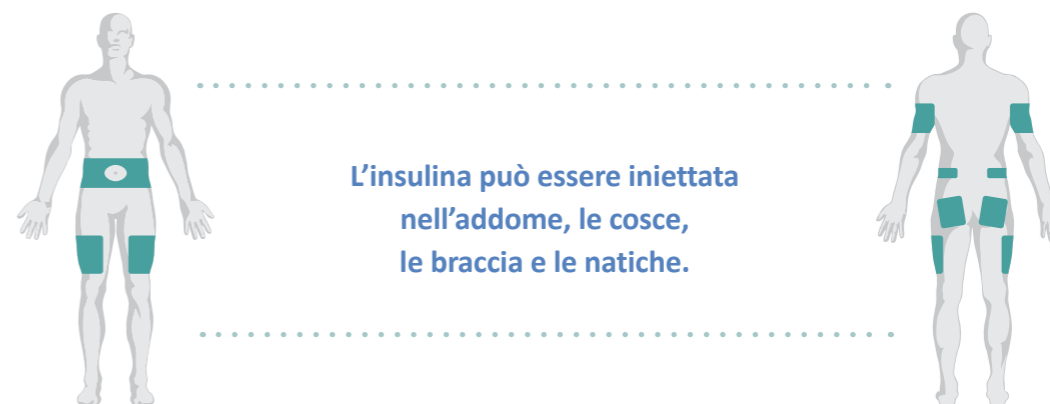 L’insulina può essere iniettata
nell’addome, le cosce,
le braccia e le natiche.